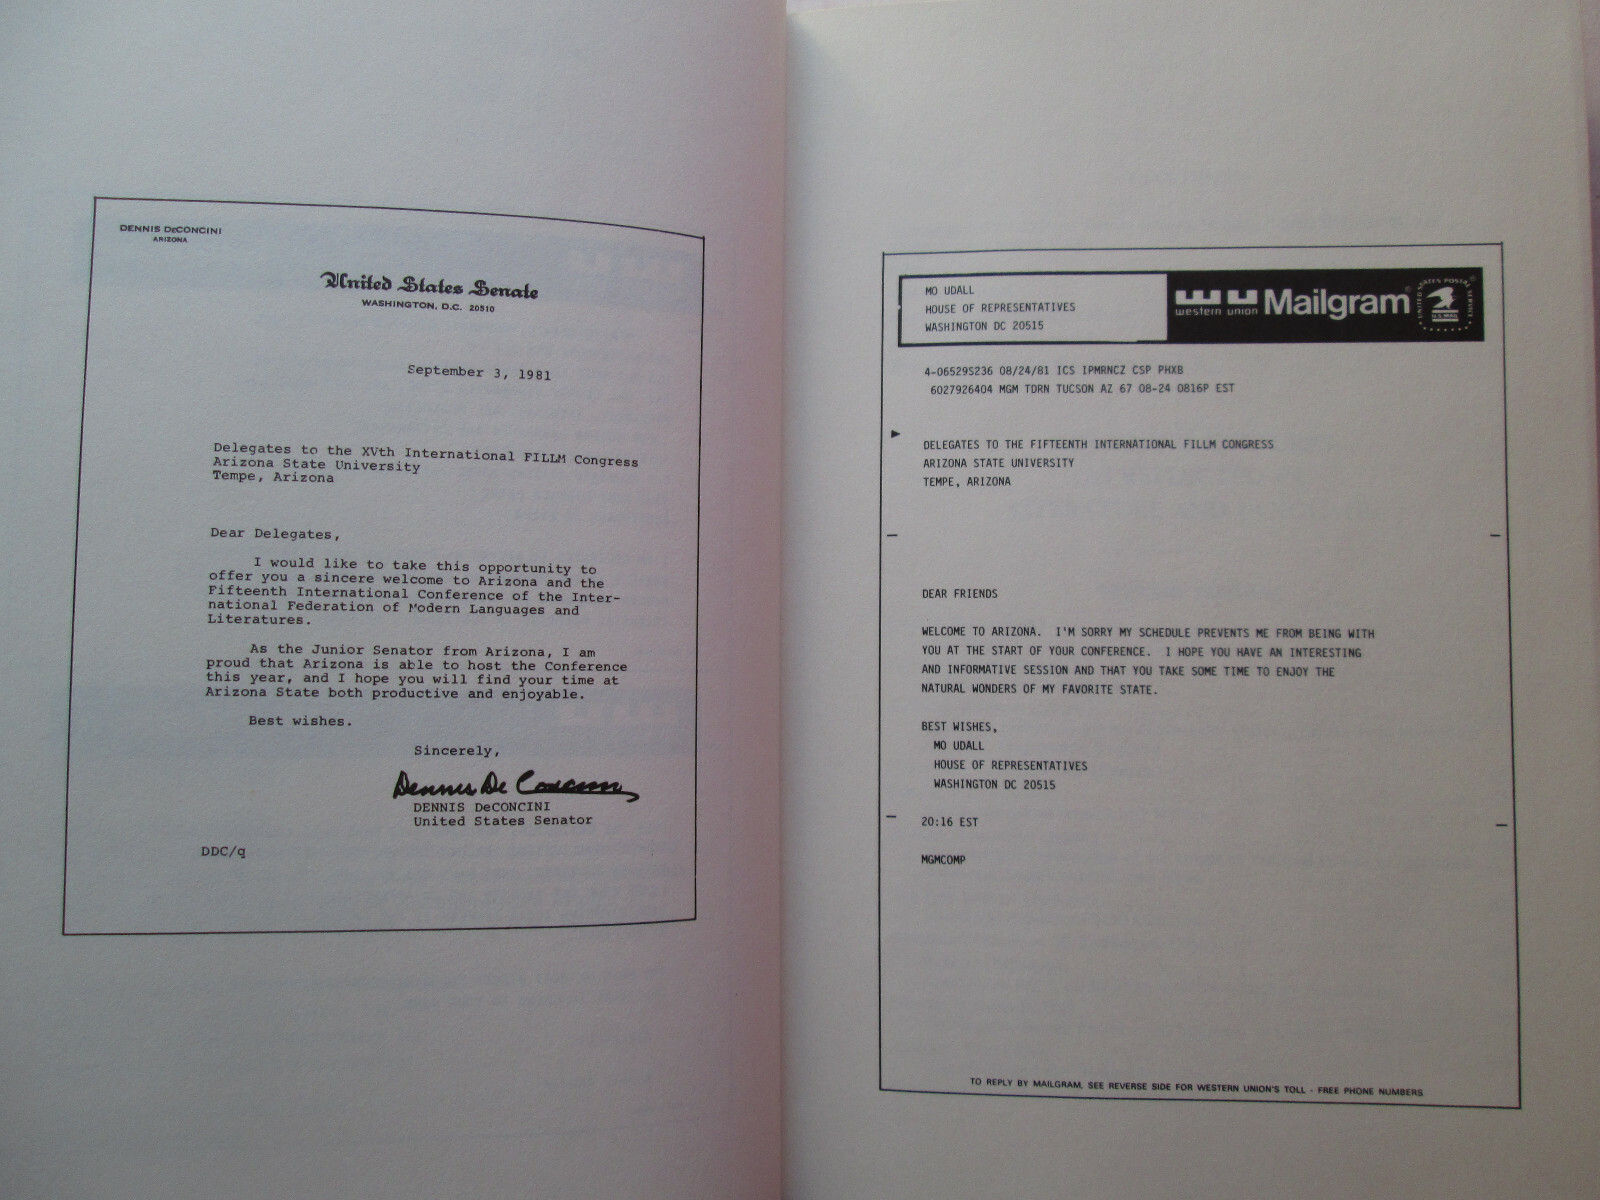 DENNIS DeCONCINI
ARIZONA
United States Senate
WASHINGTON, D.C. 20510
September 3, 1981
Delegates to the XVth International FILLM Congress
Arizona State University
Tempe, Arizona
Dear Delegates,
I would like to take this opportunity to
offer you a sincere welcome to Arizona and the
Fifteenth International Conference of the Inter-
national Federation of Modern Languages and
Literatures.
As the Junior Senator from Arizona, I am
proud that Arizona is able to host the Conference
this year, and I hope you will find your time at
Arizona State both productive and enjoyable.
Best wishes.
Sincerely,
Dennis DeConcini
DENNIS DeCONCINI
United States Senator
DDC/q
MO UDALL
HOUSE OF REPRESENTATIVES
WASHINGTON DC 20515
western union Mailgram
UNITED STATES POSTAL SERVICE
U.S. MAIL
4-065295236 08/24/81 ICS IPMRNCZ CSP PHXB
6027926404 MGM TDRN TUCSON AZ 67 08-24 0816P EST
DELEGATES TO THE FIFTEENTH INTERNATIONAL FILLM CONGRESS
ARIZONA STATE UNIVERSITY
TEMPE, ARIZONA
DEAR FRIENDS
WELCOME TO ARIZONA. I'M SORRY MY SCHEDULE PREVENTS ME FROM BEING WITH
YOU AT THE START OF YOUR CONFERENCE. I HOPE YOU HAVE AN INTERESTING
AND INFORMATIVE SESSION AND THAT YOU TAKE SOME TIME TO ENJOY THE
NATURAL WONDERS OF MY FAVORITE STATE.
BEST WISHES,
MO UDALL
HOUSE OF REPRESENTATIVES
WASHINGTON DC 20515
20:16 EST
MGMCOMP
TO REPLY BY MAILGRAM, SEE REVERSE SIDE FOR WESTERN UNION'S TOLL - FREE PHONE NUMBERS